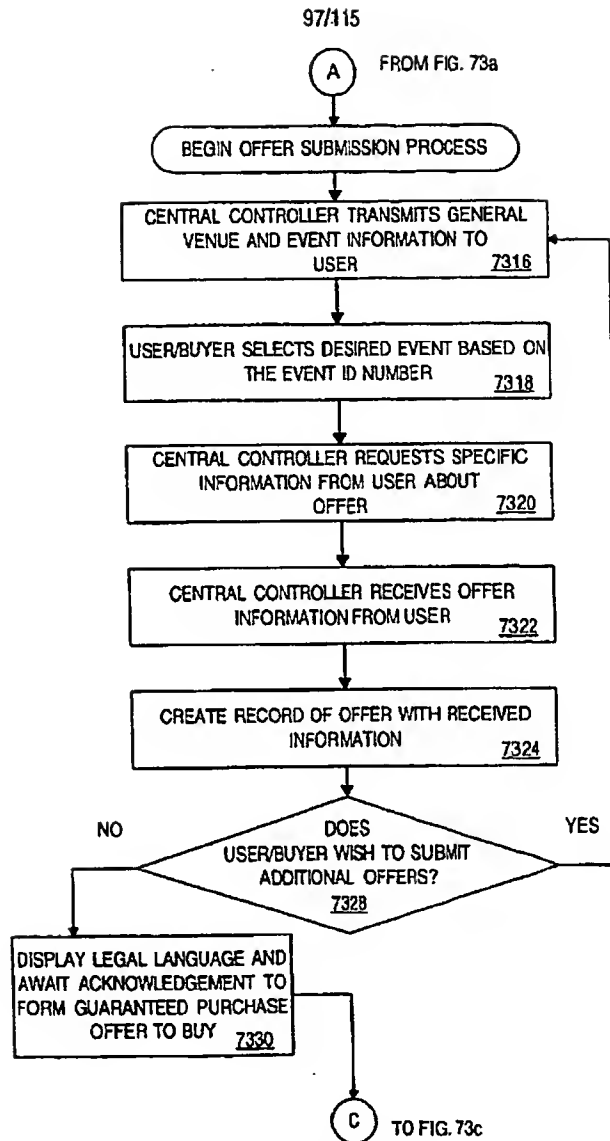 97/115
A
FROM FIG. 73a
BEGIN OFFER SUBMISSION PROCESS
CENTRAL CONTROLLER TRANSMITS GENERAL
VENUE AND EVENT INFORMATION TO
USER
7316
USER/BUYER SELECTS DESIRED EVENT BASED ON
THE EVENT ID NUMBER
7318
CENTRAL CONTROLLER REQUESTS SPECIFIC
INFORMATION FROM USER ABOUT
OFFER
7320
CENTRAL CONTROLLER RECEIVES OFFER
INFORMATION FROM USER
7322
CREATE RECORD OF OFFER WITH RECEIVED
INFORMATION
7324
NO
YES
DOES
USER/BUYER WISH TO SUBMIT
ADDITIONAL OFFERS?
7328
DISPLAY LEGAL LANGUAGE AND
AWAIT ACKNOWLEDGEMENT TO
FORM GUARANTEED PURCHASE
OFFER TO BUY
7330
C
TO FIG. 73c